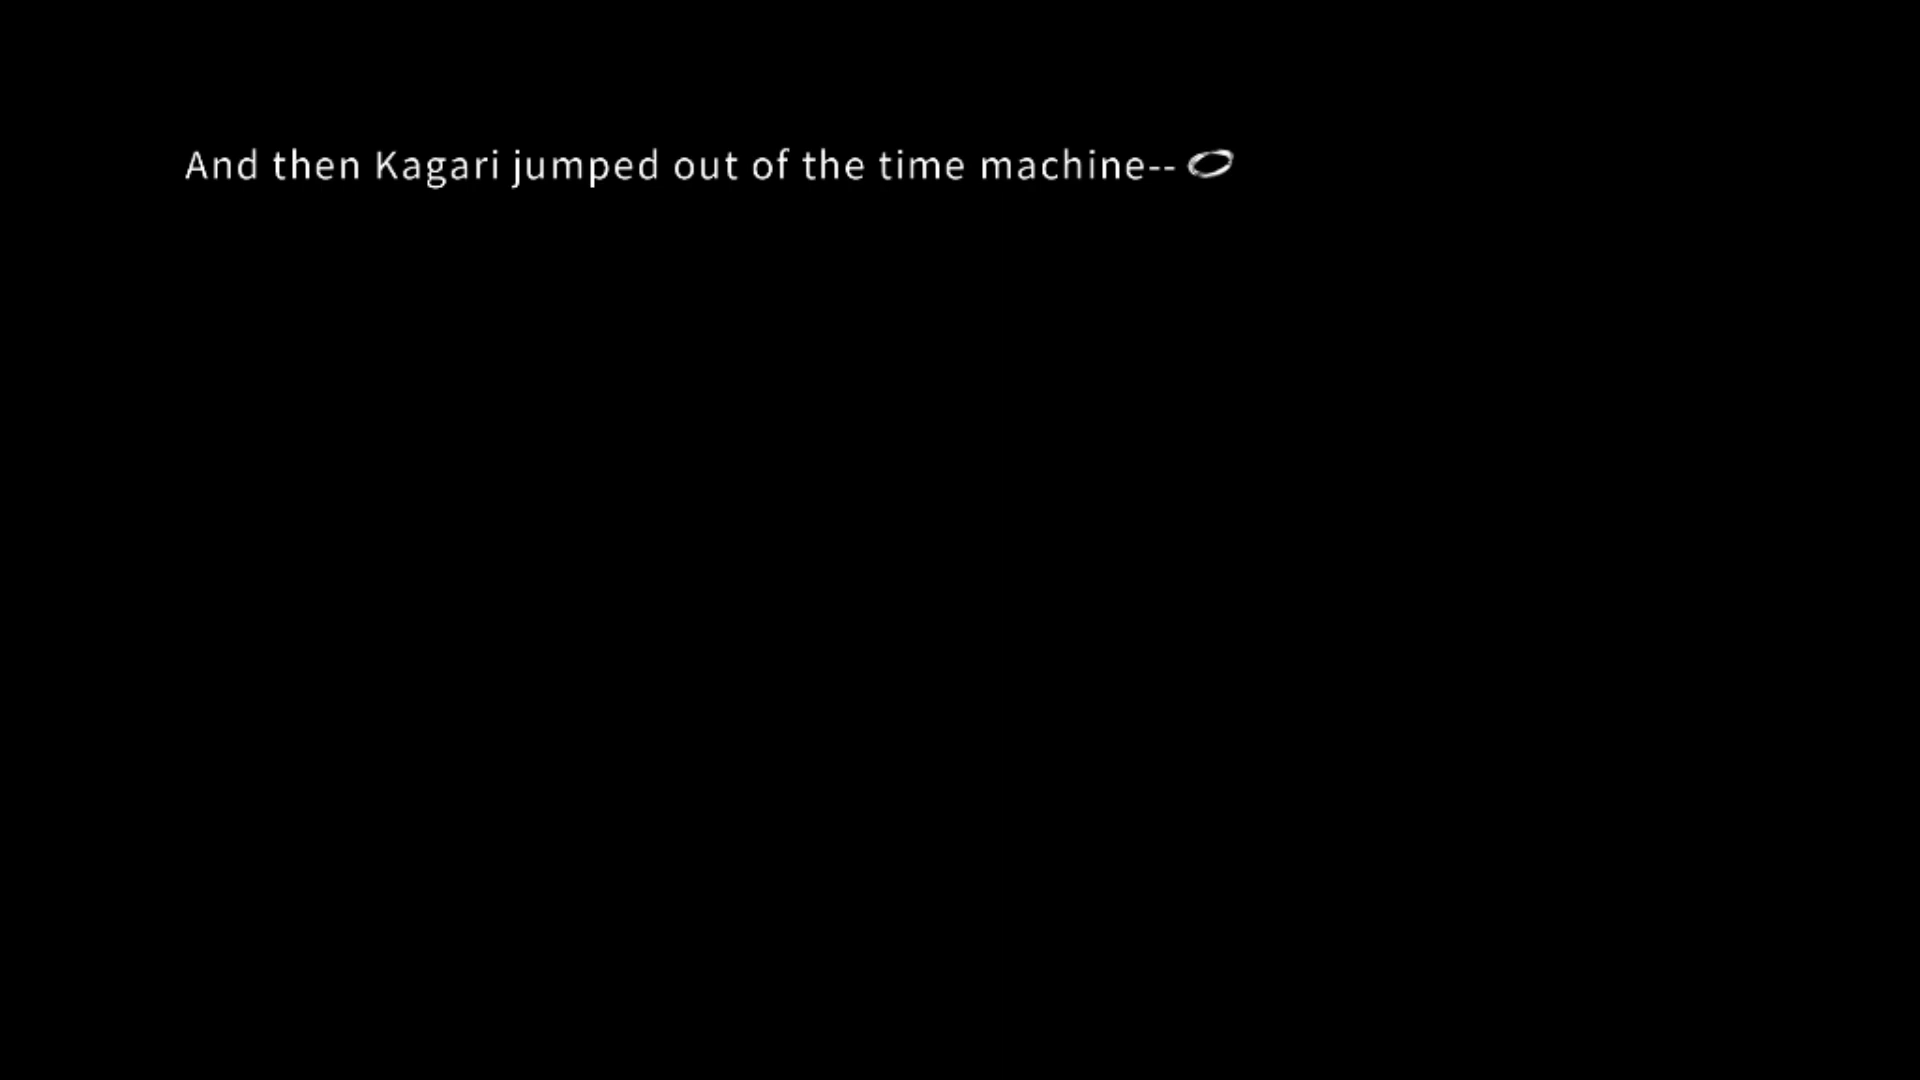 And then Kagari jumped out of the time machine--